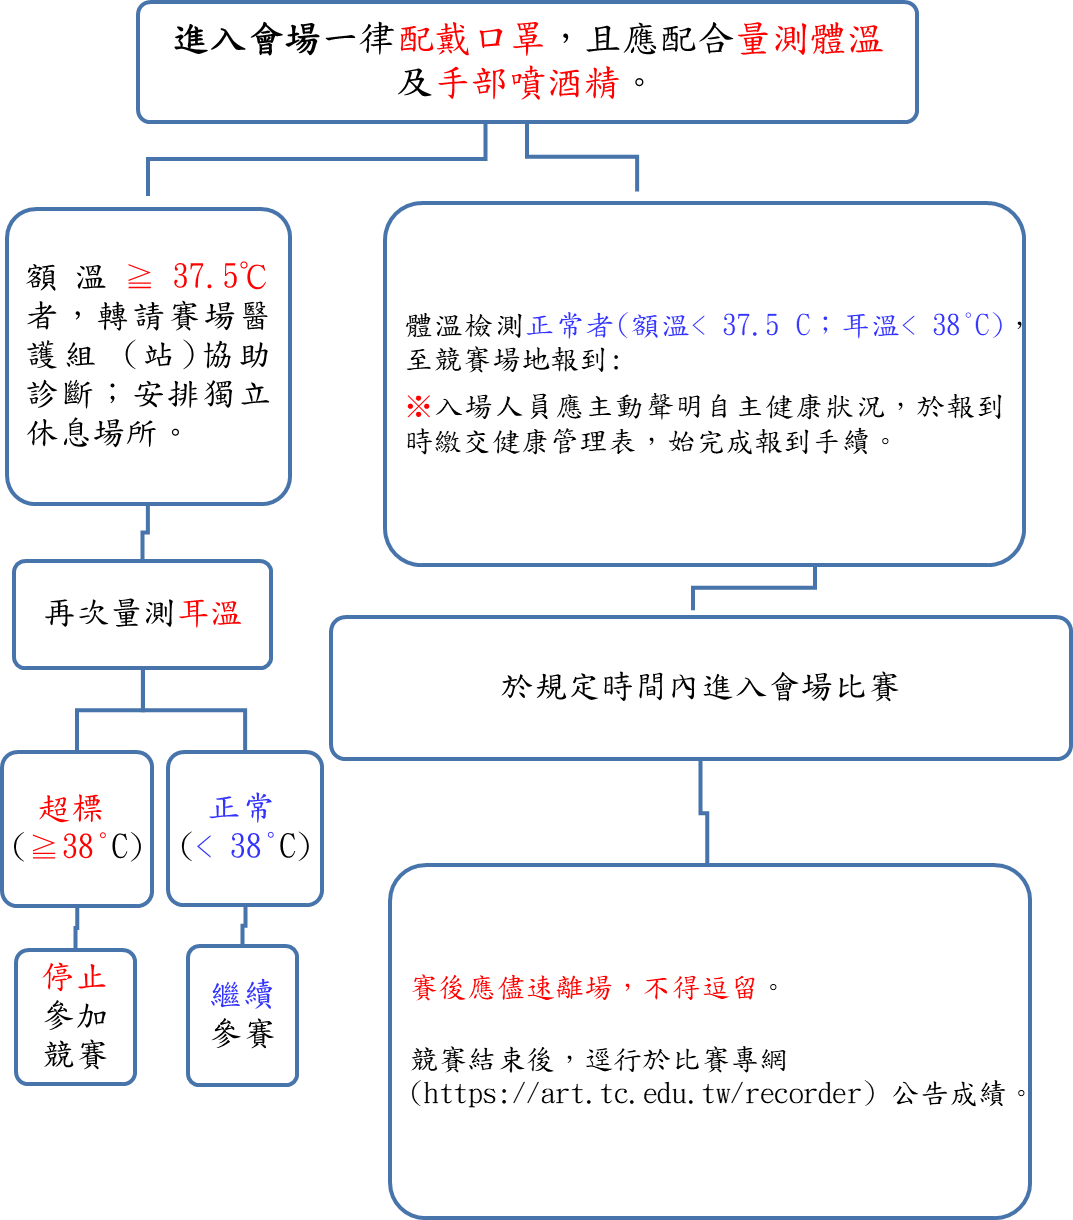 進入會場一律配戴口罩，且應配合量測體溫
及手部噴酒精。
額溫≧ 37.5℃
者，轉請賽場醫
護組（站)協助
診斷；安排獨立
休息場所。
體溫檢測正常者(額溫< 37.5 C；耳溫< 38°C)，
至競賽場地報到:
※入場人員應主動聲明自主健康狀況，於報到
時繳交健康管理表，始完成報到手續。
再次量測耳溫
於規定時間內進入會場比賽
超標
(≧38°C)
正常
(< 38°C)
停止
參加
競賽
繼續
參賽
賽後應儘速離場，不得逗留。
競賽結束後，逕行於比賽專網
(https://art.tc.edu.tw/recorder) 公告成績。